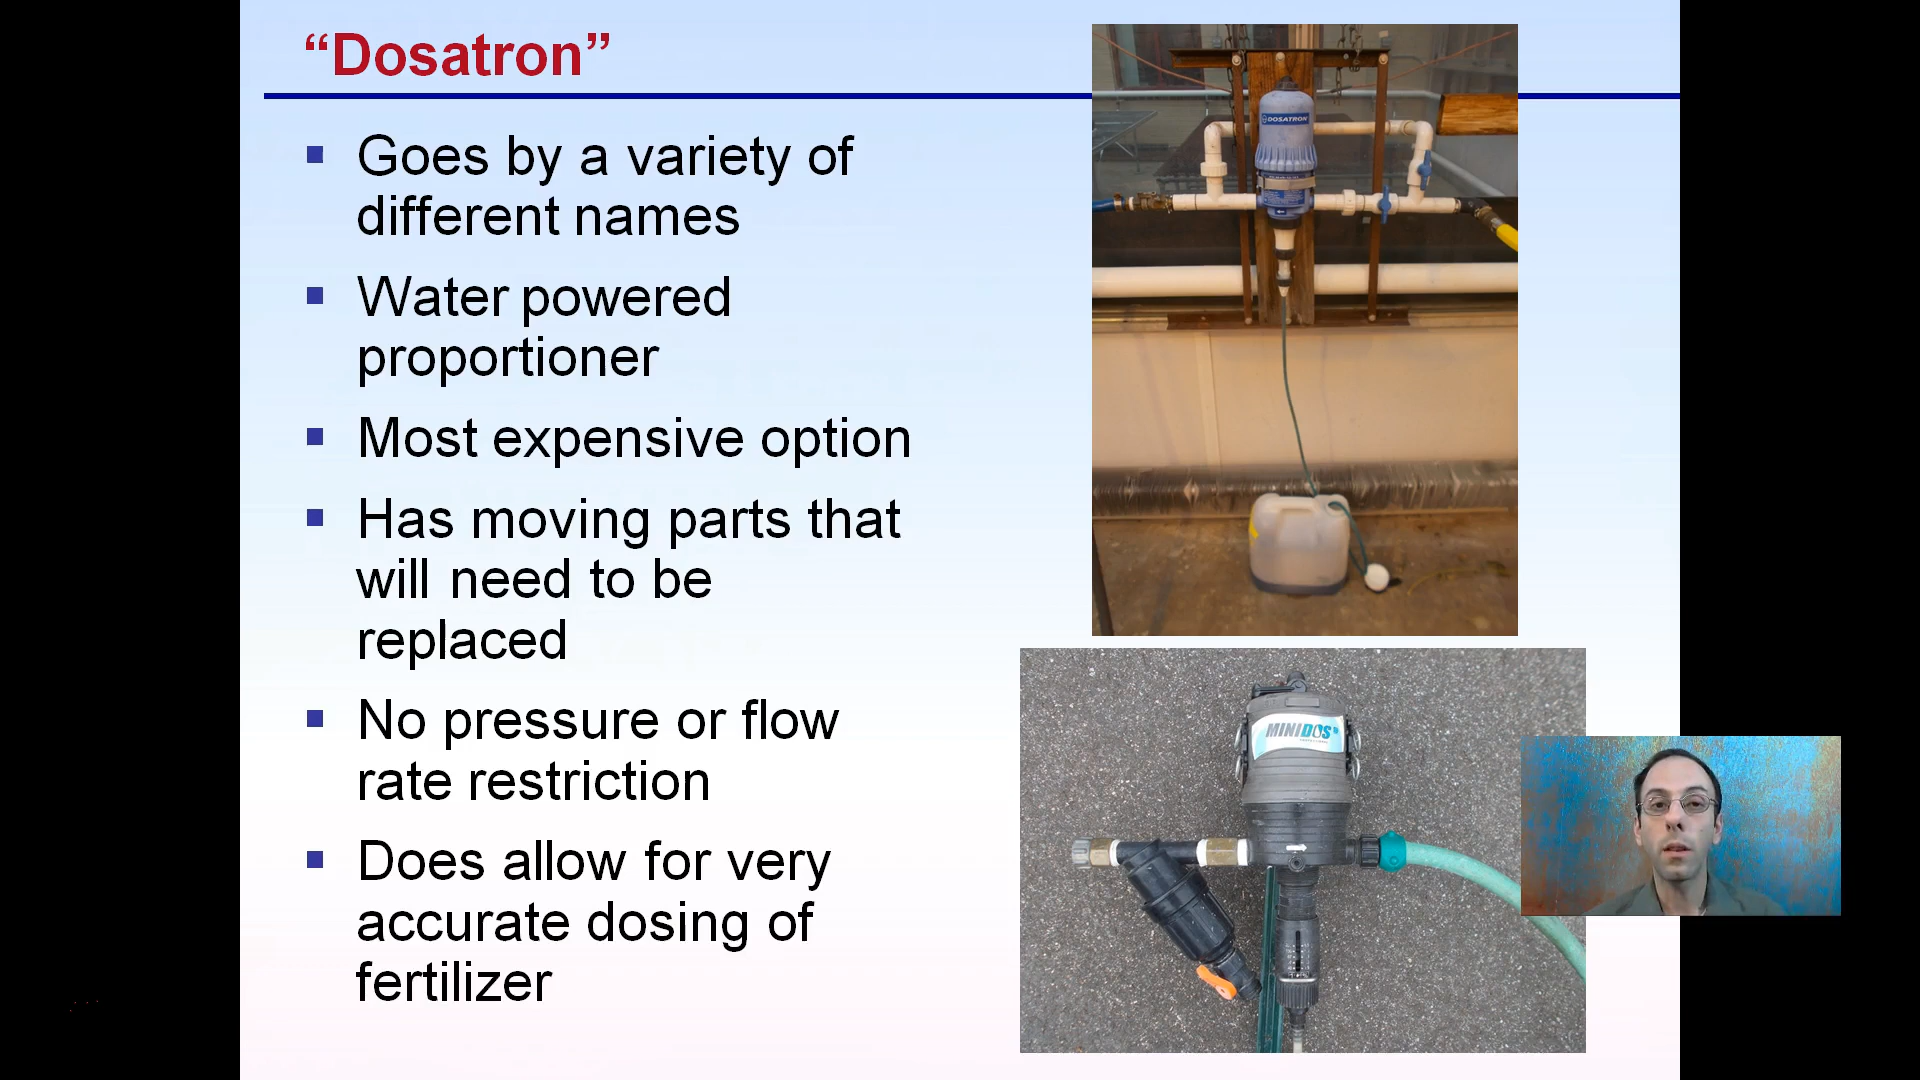 “Dosatron”
Goes by a variety of
different names
Water powered
proportioner
Most expensive option
Has moving parts that
will need to be
replaced
No pressure or flow
rate restriction
Does allow for very
accurate dosing of
fertilizer
DOSATRON
MINIDOS